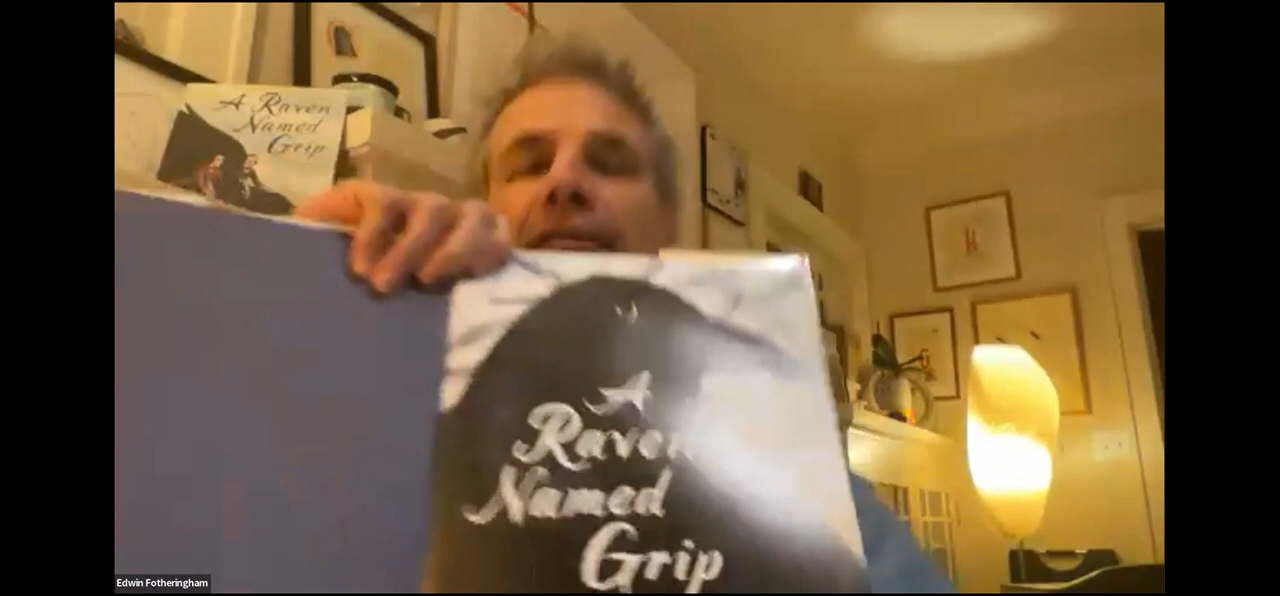 A Raven
Named
Grip
A
Raven
Named
Grip
Edwin Fotheringham